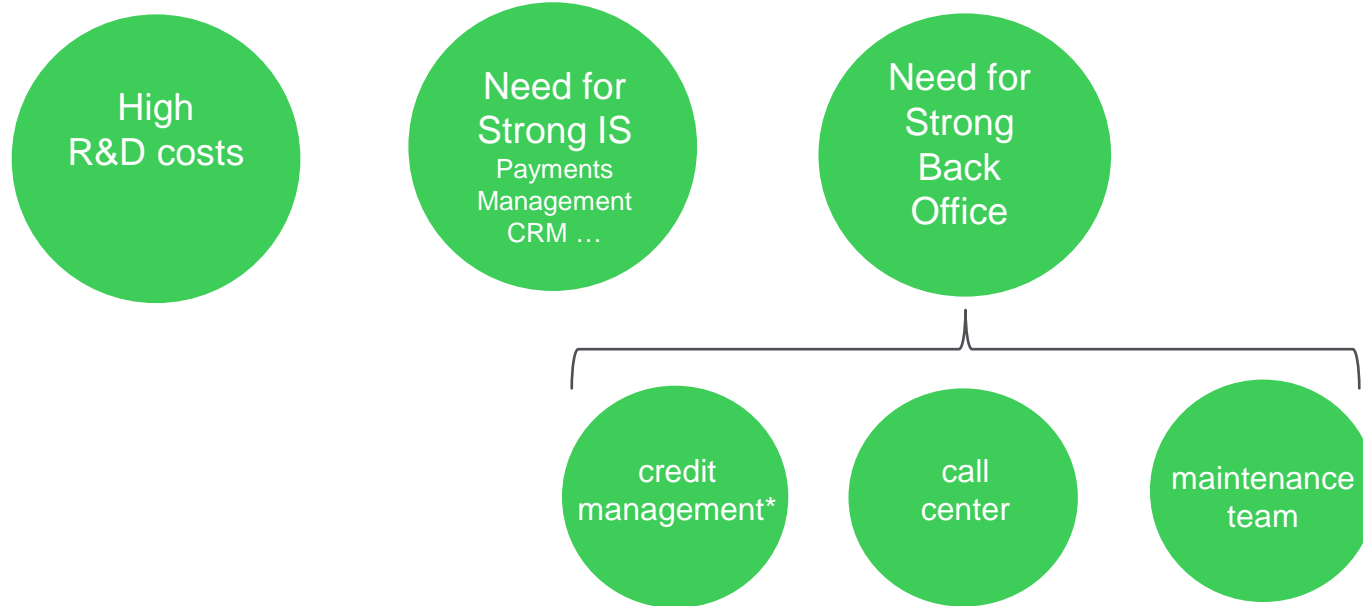 High
R&D costs
Need for
Strong IS
Payments
Management
CRM …
Need for
Strong
Back
Office
credit
management*
call
center
maintenance
team